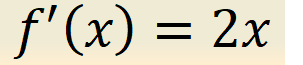 f′(x) = 2x